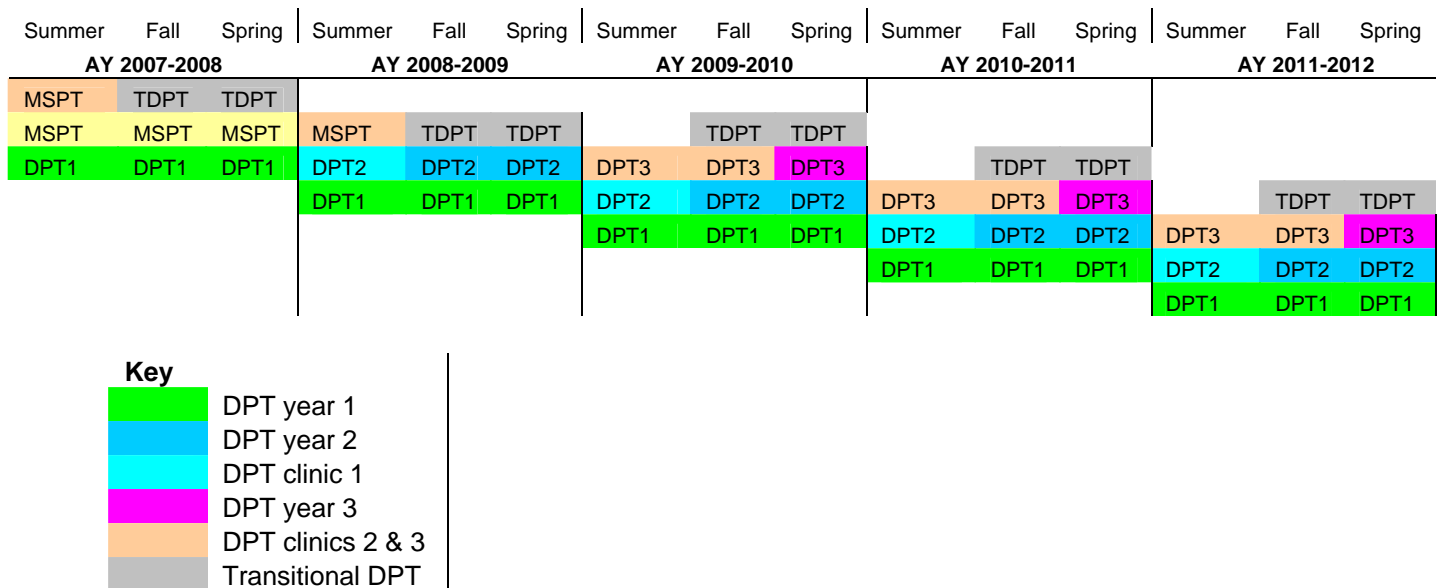 Summer Fall Spring Summer Fall Spring Summer Fall Spring Summer Fall Spring Summer Fall Spring
AY 2007-2008 AY 2008-2009 AY 2009-2010 AY 2010-2011 AY 2011-2012
MSPT TDPT TDPT
MSPT MSPT MSPT MSPT TDPT TDPT TDPT TDPT
DPT1 DPT1 DPT1 DPT2 DPT2 DPT2 DPT3 DPT3 DPT3 TDPT TDPT
DPT1 DPT1 DPT1 DPT2 DPT2 DPT2 DPT3 DPT3 DPT3 TDPT TDPT
DPT1 DPT1 DPT1 DPT2 DPT2 DPT2 DPT3 DPT3 DPT3
DPT1 DPT1 DPT1 DPT2 DPT2 DPT2
DPT1 DPT1 DPT1
Key
DPT year 1
DPT year 2
DPT clinic 1
DPT year 3
DPT clinics 2 & 3
Transitional DPT